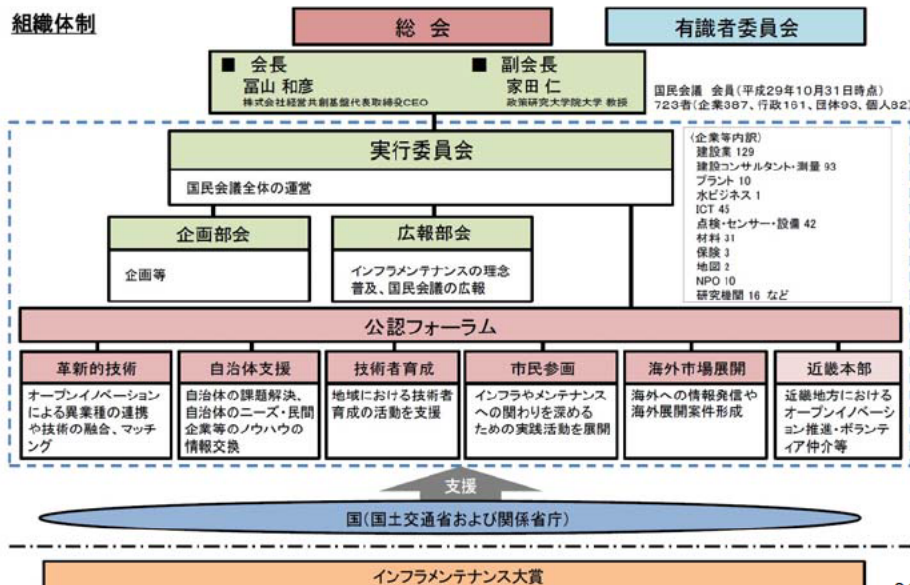 組織体制
総 会
有識者委員会
■ 会長
冨山 和彦
株式会社経営共創基盤代表取締役CEO
■ 副会長
家田 仁
政策研究大学院大学 教授
国民会議 会員(平成29年10月31日時点)
723者(企業387、行政161、団体93、個人82)
実行委員会
国民会議全体の運営
(企業等内訳)
建設業 129
建設コンサルタント・測量 93
プラント 10
水ビジネス 1
ICT 45
点検・センサー・設備 42
材料 31
保険 3
地図 2
NPO 10
研究機関 16 など
企画部会
企画等
広報部会
インフラメンテナンスの理念
普及、国民会議の広報
公認フォーラム
革新的技術
オープンイノベーション
による異業種の連携
や技術の融合、マッチ
ング
自治体支援
自治体の課題解決、
自治体のニーズ・民間
企業等のノウハウの
情報交換
技術者育成
地域における技術者
育成の活動を支援
市民参画
インフラやメンテナンス
への関わりを深める
ための実践活動を展開
海外市場展開
海外への情報発信や
海外展開案件形成
近畿本部
近畿地方における
オープンイノベー
ション推進・ボラン
ティア仲介等
支援
国(国土交通省および関係省庁)
インフラメンテナンス大賞